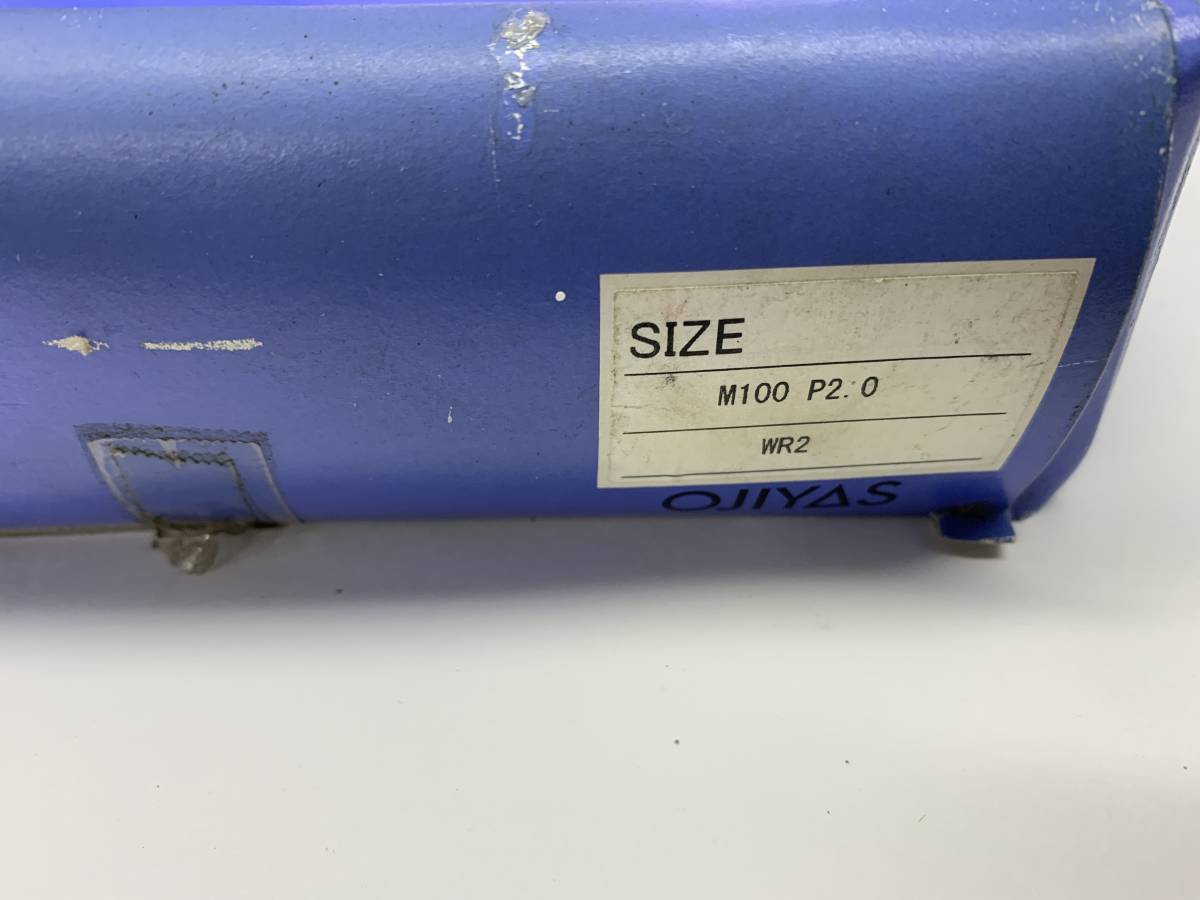 SIZE
M100 P2.0
WR2
OJIYAS